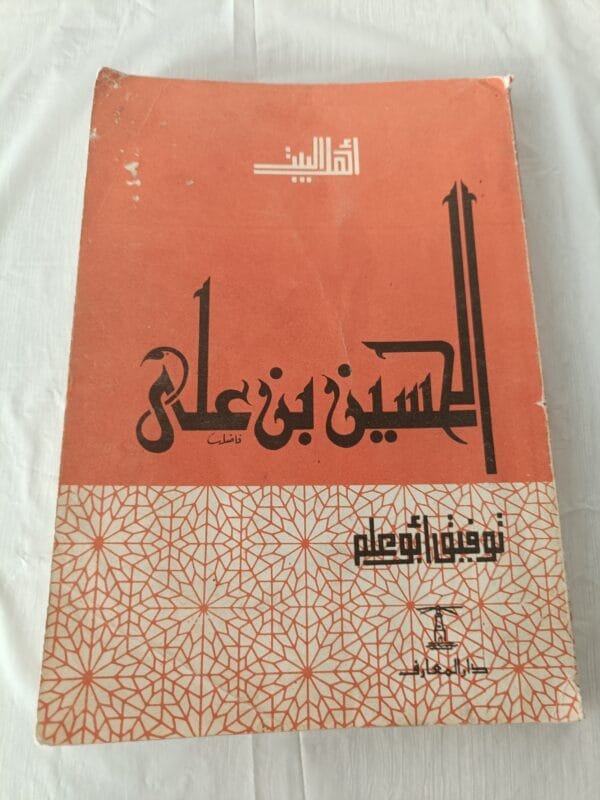 أهل البيت
الحسين بن علي
توفيق أبو علم
دار المعارف